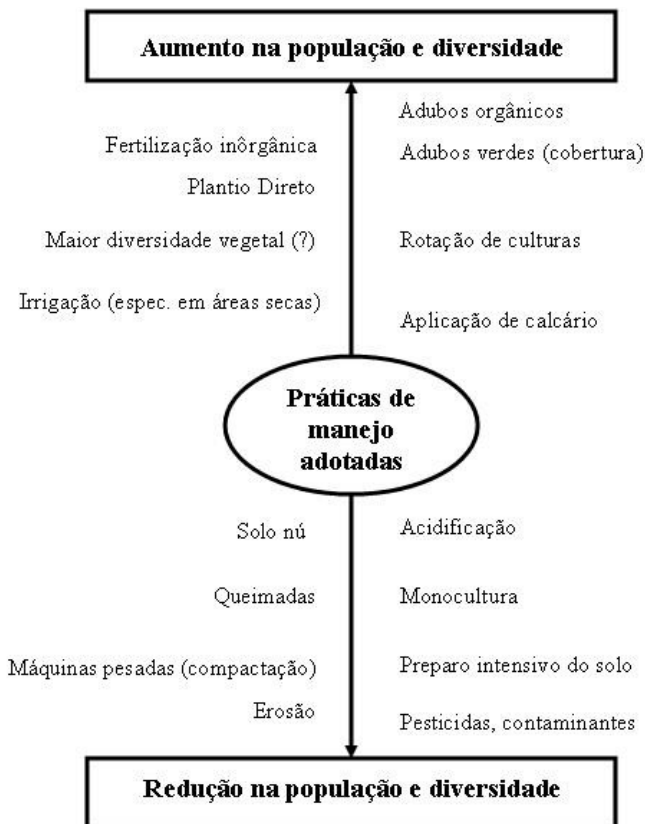 Aumento na população e diversidade
Adubos orgânicos
Fertilização inôrgânica
Adubos verdes (cobertura)
Plantio Direto
Maior diversidade vegetal (?)
Rotação de culturas
Irrigação (espec. em áreas secas)
Aplicação de calcário
Práticas de
manejo
adotadas
Solo nú
Acidificação
Queimadas
Monocultura
Máquinas pesadas (compactação)
Preparo intensivo do solo
Erosão
Pesticidas, contaminantes
Redução na população e diversidade